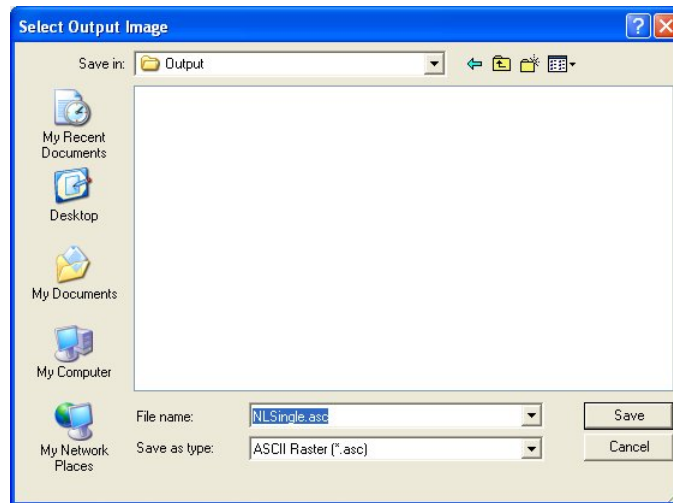 Select Output Image
Save in:
Output
My Recent
Documents
Desktop
My Documents
My Computer
My Network
Places
File name:
NLSingle.asc
Save
Save as type:
ASCII Raster (*.asc)
Cancel